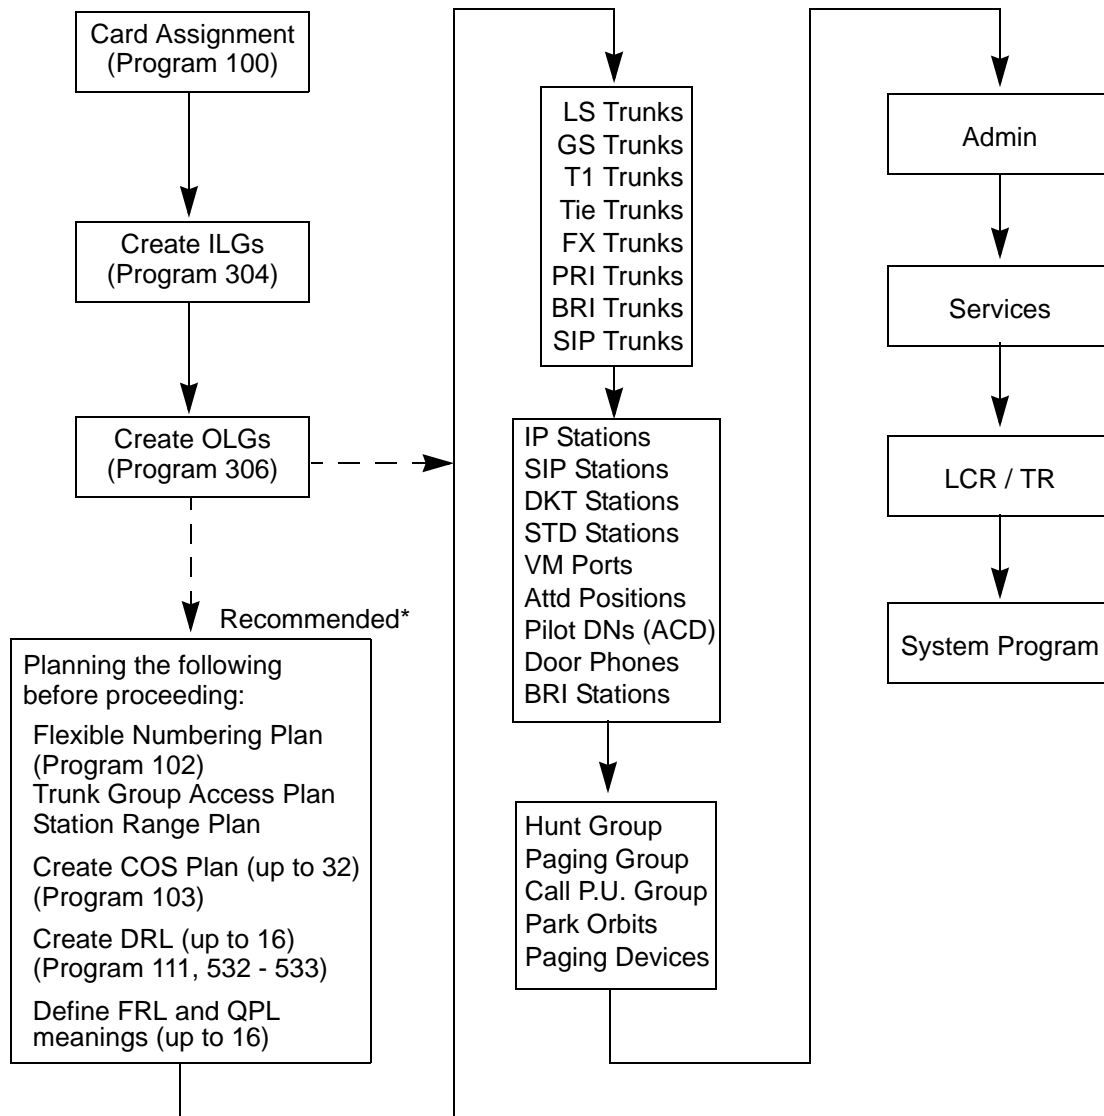 Card Assignment
(Program 100)
Create ILGs
(Program 304)
Create OLGs
(Program 306)
Recommended*
Planning the following
before proceeding:
Flexible Numbering Plan
(Program 102)
Trunk Group Access Plan
Station Range Plan
Create COS Plan (up to 32)
(Program 103)
Create DRL (up to 16)
(Program 111, 532 - 533)
Define FRL and QPL
meanings (up to 16)
LS Trunks
GS Trunks
T1 Trunks
Tie Trunks
FX Trunks
PRI Trunks
BRI Trunks
SIP Trunks
IP Stations
SIP Stations
DKT Stations
STD Stations
VM Ports
Attd Positions
Pilot DNs (ACD)
Door Phones
BRI Stations
Hunt Group
Paging Group
Call P.U. Group
Park Orbits
Paging Devices
Admin
Services
LCR / TR
System Program